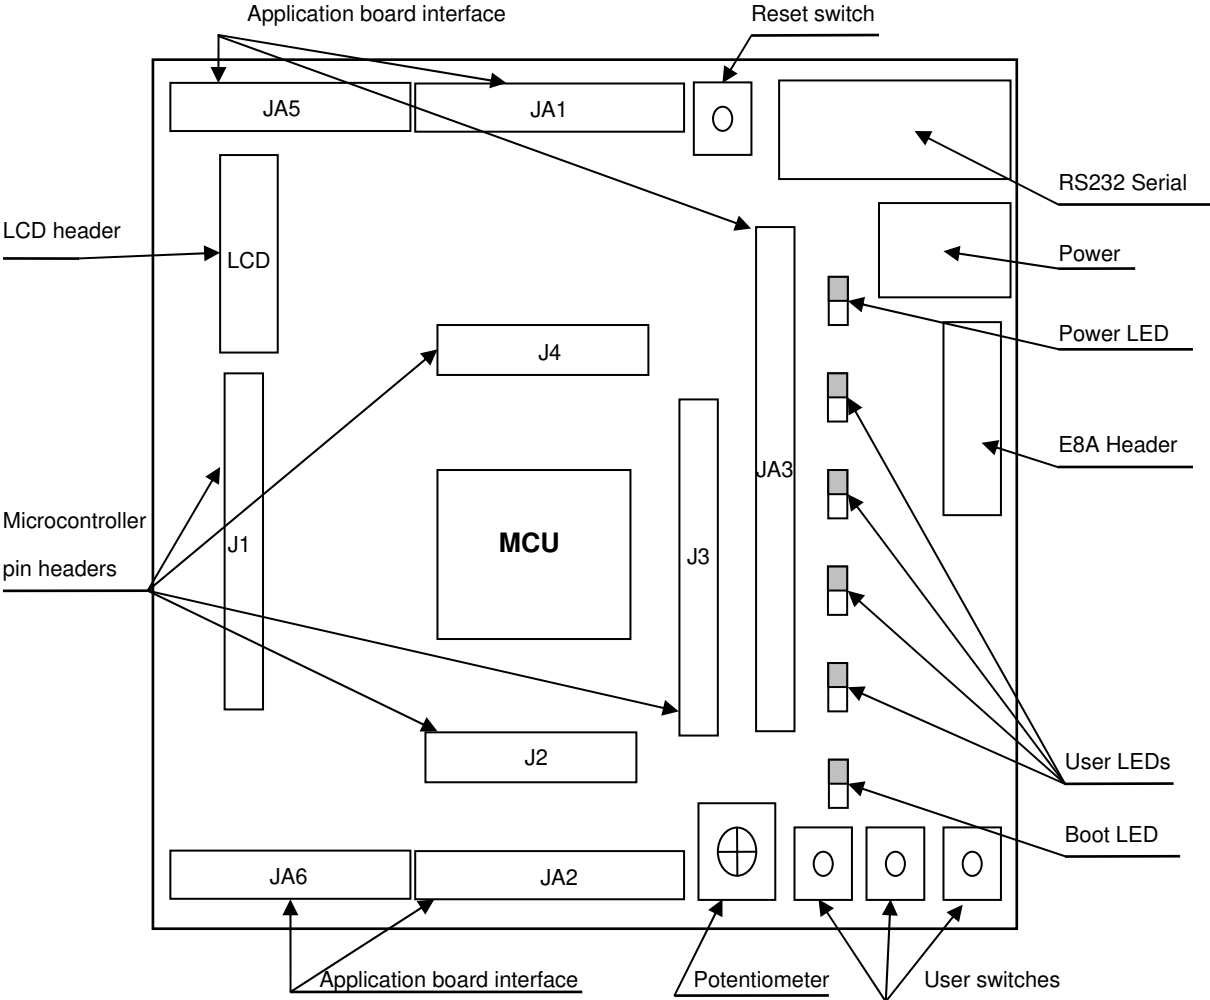 Application board interface
Reset switch
JA5
JA1
RS232 Serial
LCD header
LCD
Power
Power LED
J4
E8A Header
JA3
Microcontroller
pin headers
J1
MCU
J3
J2
User LEDs
Boot LED
JA6
JA2
Application board interface
Potentiometer
User switches